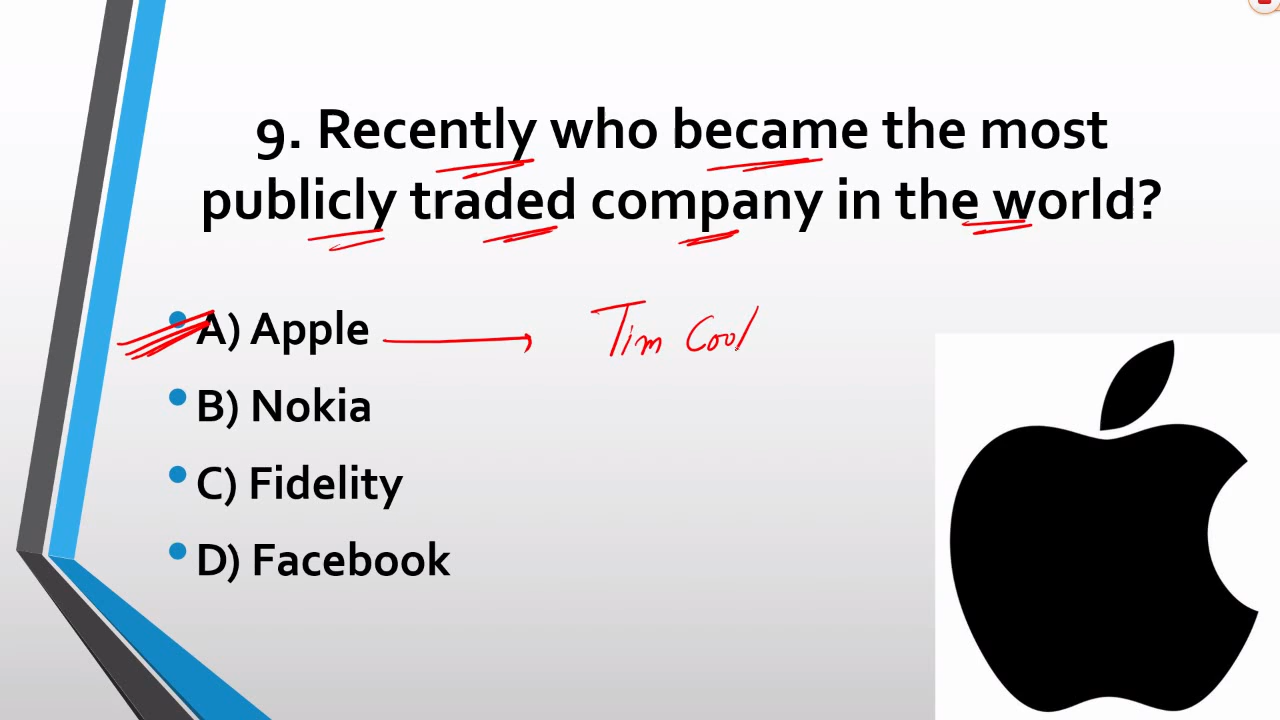 9. Recently who became the most
publicly traded company in the world?
A) Apple
Tim Cool
B) Nokia
C) Fidelity
D) Facebook